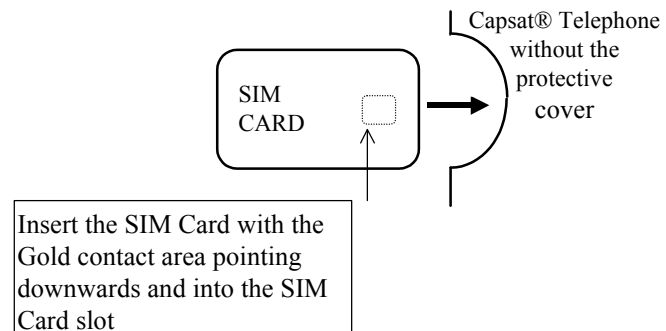 Capsat® Telephone
without the
protective
cover
SIM
CARD
Insert the SIM Card with the
Gold contact area pointing
downwards and into the SIM
Card slot